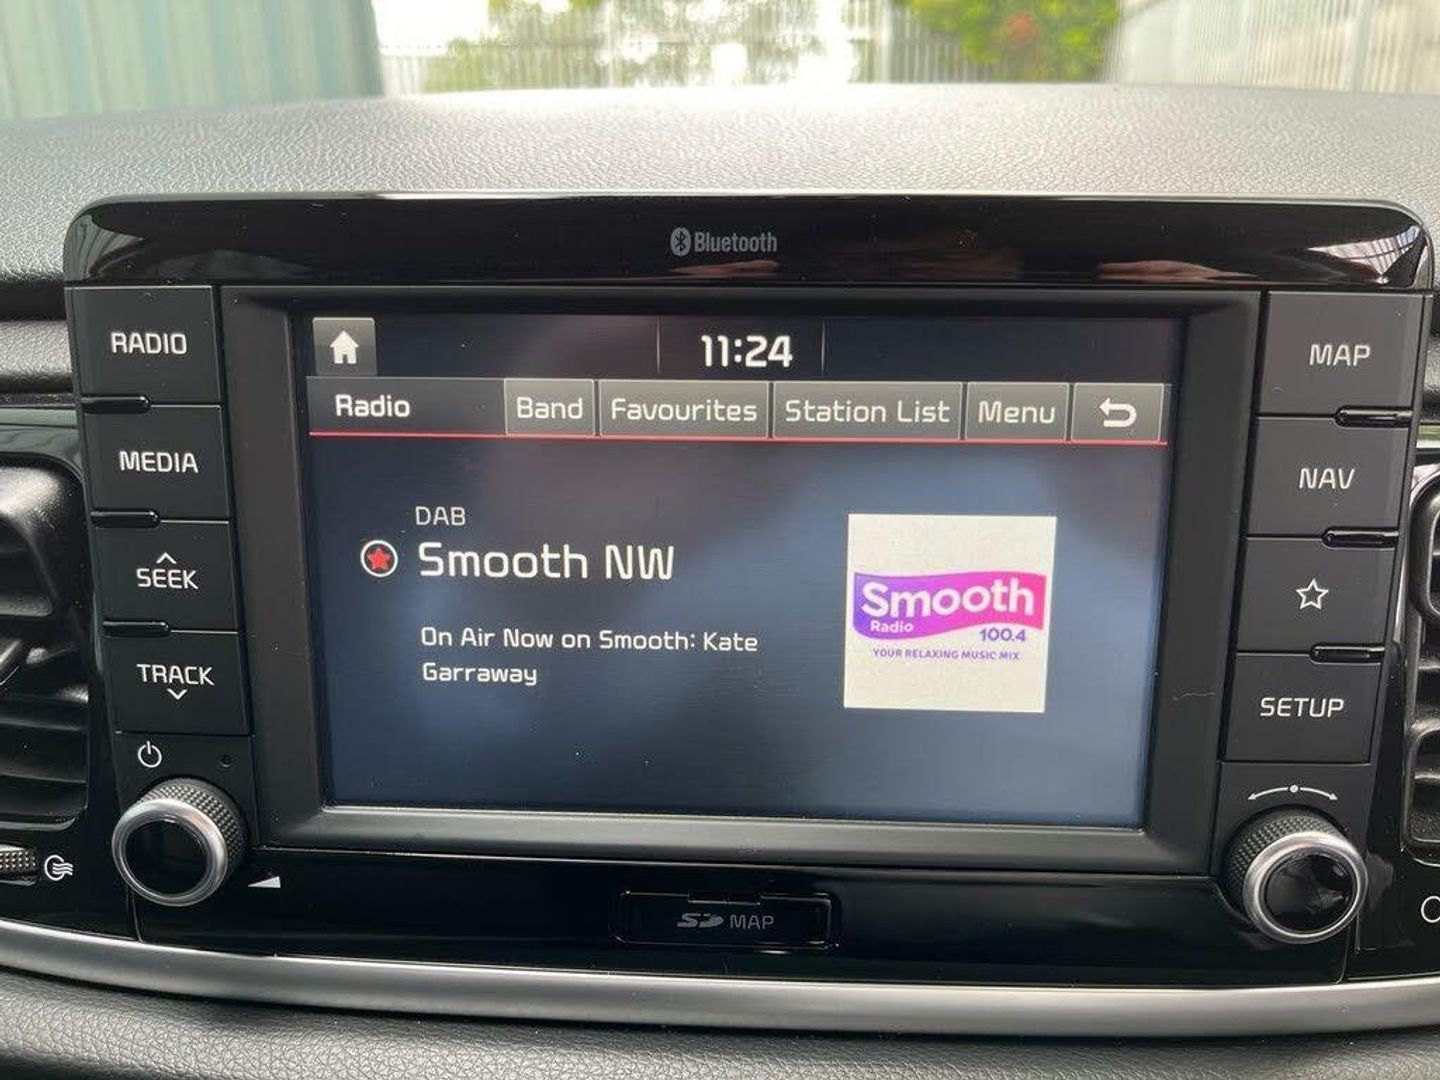 Bluetooth
RADIO
MEDIA
SEEK
TRACK
11:24
Radio
Band
Favourites
Station List
Menu
DAB
Smooth NW
On Air Now on Smooth: Kate
Garraway
Smooth
Radio
100.4
YOUR RELAXING MUSIC MIX
MAP
NAV
SETUP
SD MAP